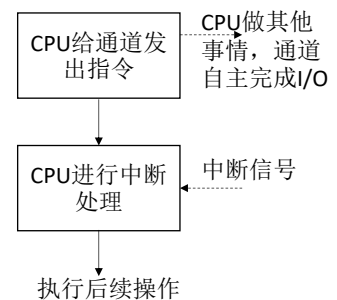 CPU给通道发
出指令
CPU做其他
事情，通道
自主完成I/O
CPU进行中断
处理
中断信号
执行后续操作